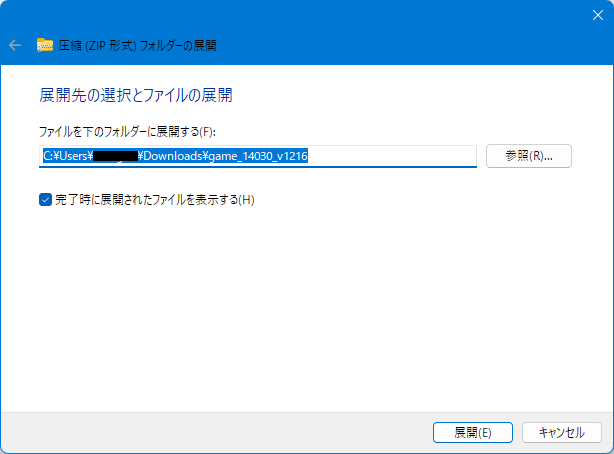 圧縮 (ZIP 形式) フォルダーの展開
展開先の選択とファイルの展開
ファイルを下のフォルダーに展開する(F):
C:¥Users¥ ¥Downloads¥game_14030_v1216
参照(R)...
完了時に展開されたファイルを表示する(H)
展開(E)
キャンセル